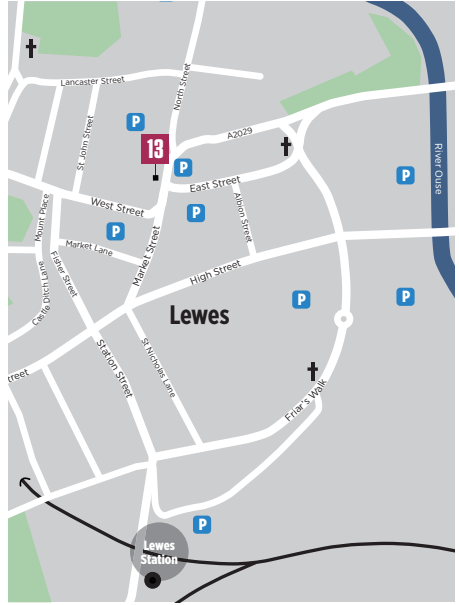 Lancaster Street
North Street
St. John Street
P
13
A2029
P
P
River Ouse
East Street
West Street
Mount Place
P
Albion Street
P
Market Lane
Market Street
Fisher Street
Castle Ditch Lane
High Street
P
P
Lewes
Station Street
St Nicholas Lane
treet
Friar's Walk
P
Lewes
Station